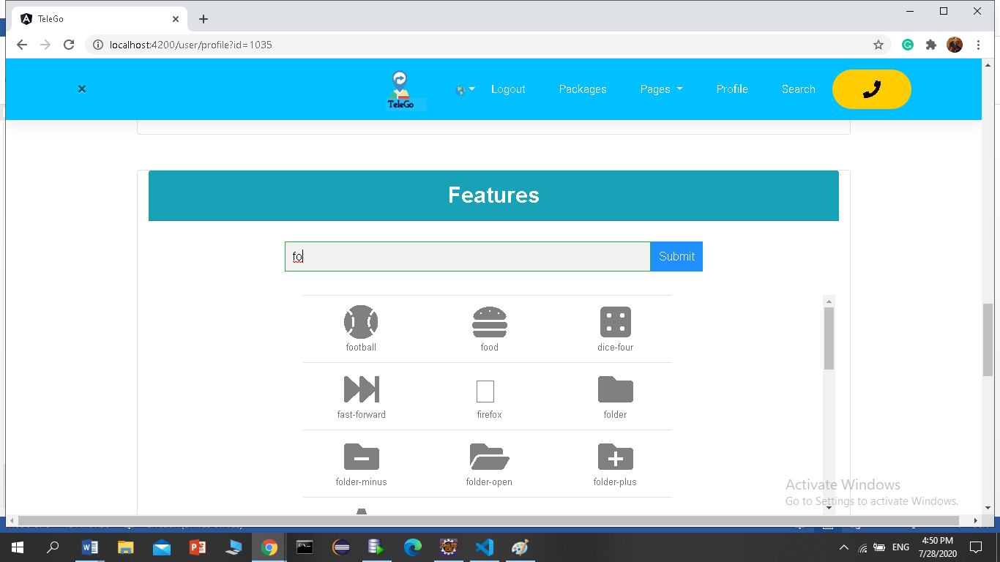 TeleGo
localhost:4200/user/profile?id=1035
TeleGo
Logout
Packages
Pages
Profile
Search
Features
fo
Submit
football
food
dice-four
fast-forward
firefox
folder
folder-minus
folder-open
folder-plus
Activate Windows
Go to Settings to activate Windows.
ENG
4:50 PM
7/28/2020